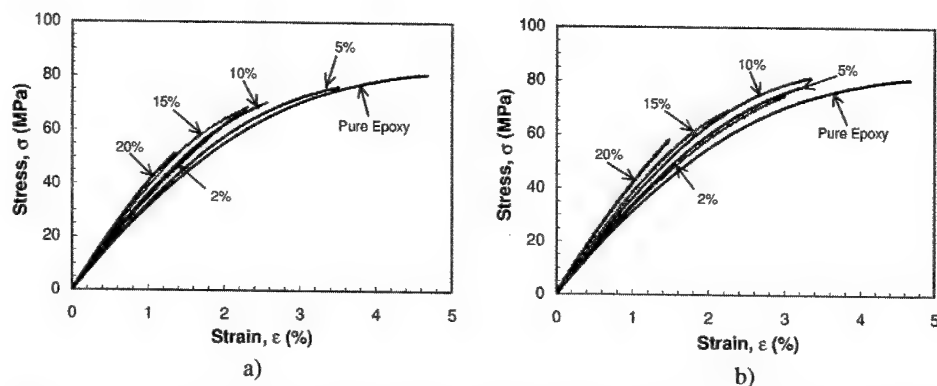 100
80
60
40
20
0
Stress, σ (MPa)
5%
10%
15%
20%
2%
Pure Epoxy
0 1 2 3 4 5
Strain, ε (%)
a)
100
80
60
40
20
0
Stress, σ (MPa)
10%
5%
15%
20%
2%
Pure Epoxy
0 1 2 3 4 5
Strain, ε (%)
b)